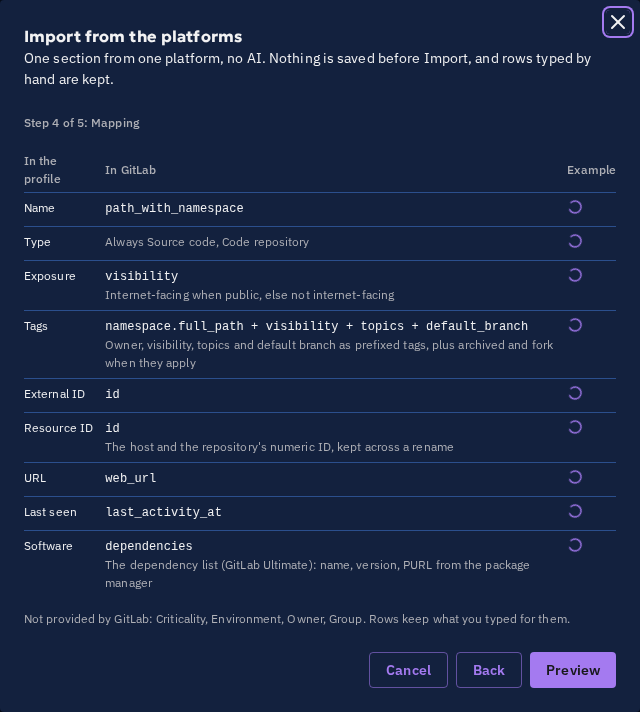 Import from the platforms
One section from one platform, no AI. Nothing is saved before Import, and rows typed by
hand are kept.
Step 4 of 5: Mapping
In the
profile
In GitLab
Example
Name
path_with_namespace
Type
Always Source code, Code repository
Exposure
visibility
Internet-facing when public, else not internet-facing
Tags
namespace.full_path + visibility + topics + default_branch
Owner, visibility, topics and default branch as prefixed tags, plus archived and fork
when they apply
External ID
id
Resource ID
id
The host and the repository's numeric ID, kept across a rename
URL
web_url
Last seen
last_activity_at
Software
dependencies
The dependency list (GitLab Ultimate): name, version, PURL from the package
manager
Not provided by GitLab: Criticality, Environment, Owner, Group. Rows keep what you typed for them.
Cancel
Back
Preview